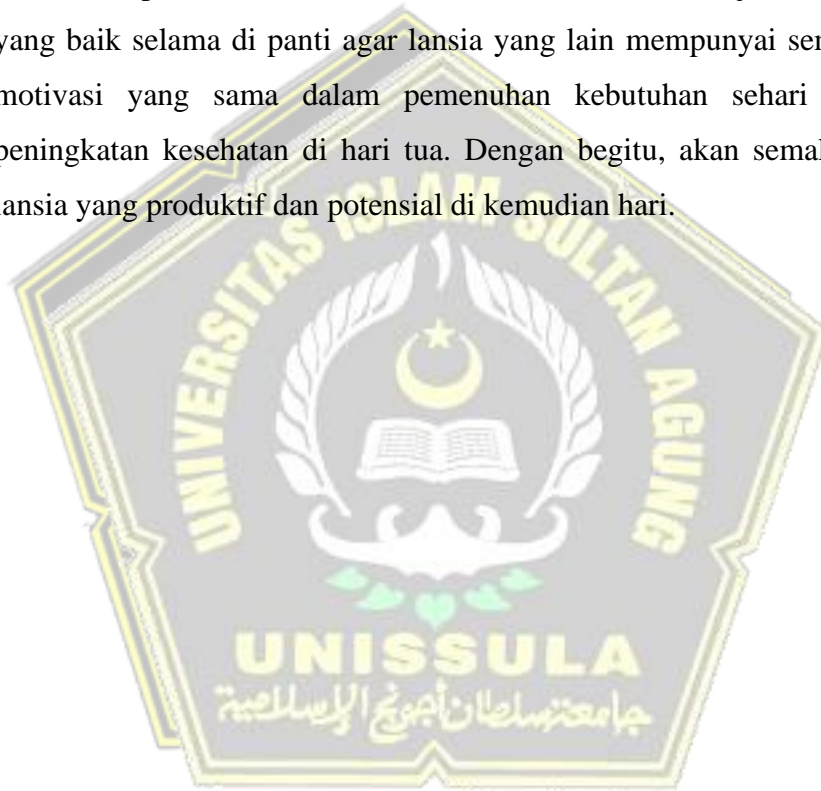 yang baik selama di panti agar lansia yang lain mempunyai
motivasi yang sama dalam pemenuhan kebutuhan sehari
peningkatan kesehatan di hari tua. Dengan begitu, akan
lansia yang produktif dan potensial di kemudian hari.
UNIVERSITAS ISLAM SULTAN AGUNG
UNISSULA
جامعة سلطان أجونج الإسلامية